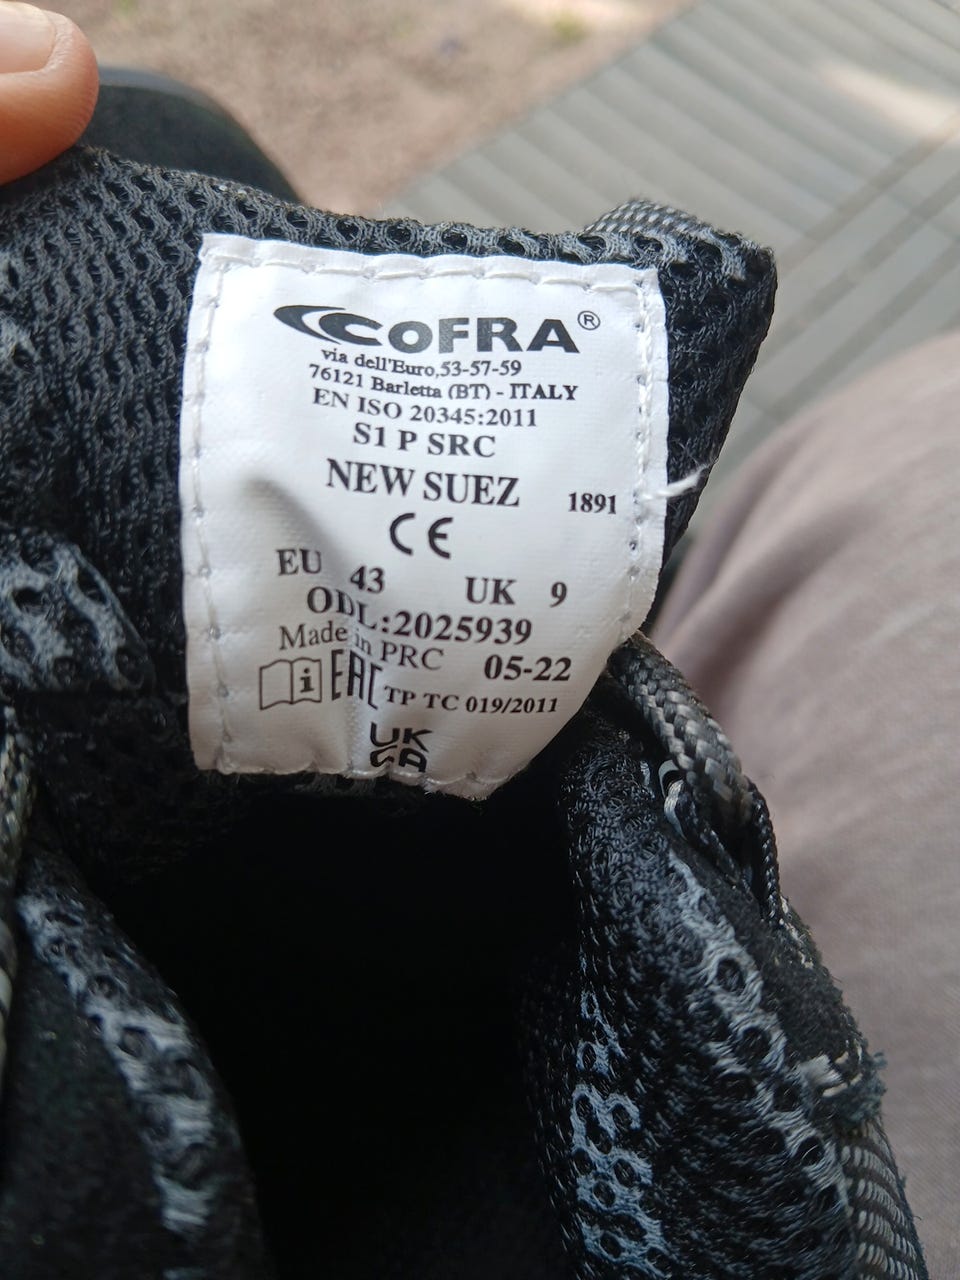 COFRA®
via dell'Euro,53-57-59
76121 Barletta (BT) - ITALY
EN ISO 20345:2011
S1 P SRC
NEW SUEZ 1891
CE
EU 43 UK 9
ODL:2025939
Made in PRC 05-22
i EAC TP TC 019/2011
UK
CA